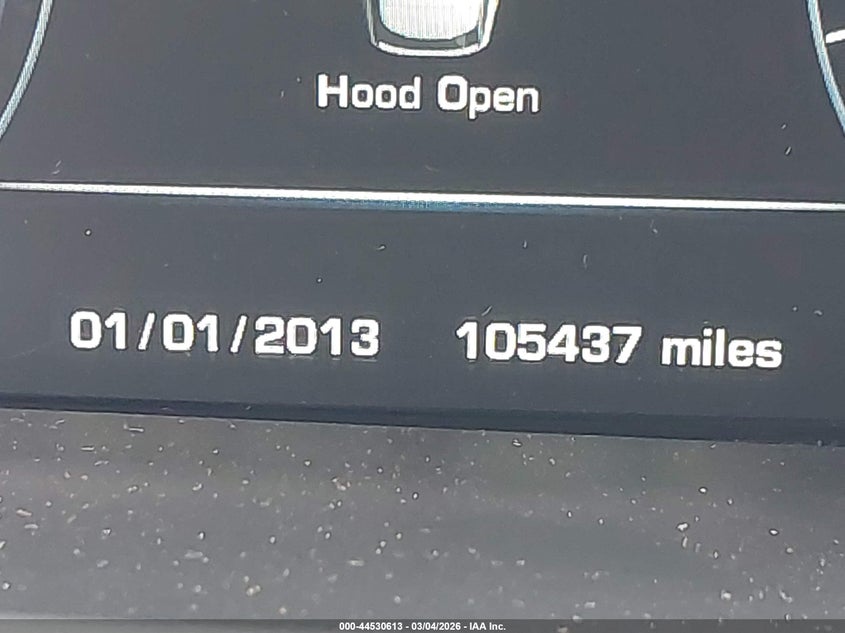 Hood Open
01/01/2013 105437 miles
000-44530613 - 03/04/2026 - IAA Inc.